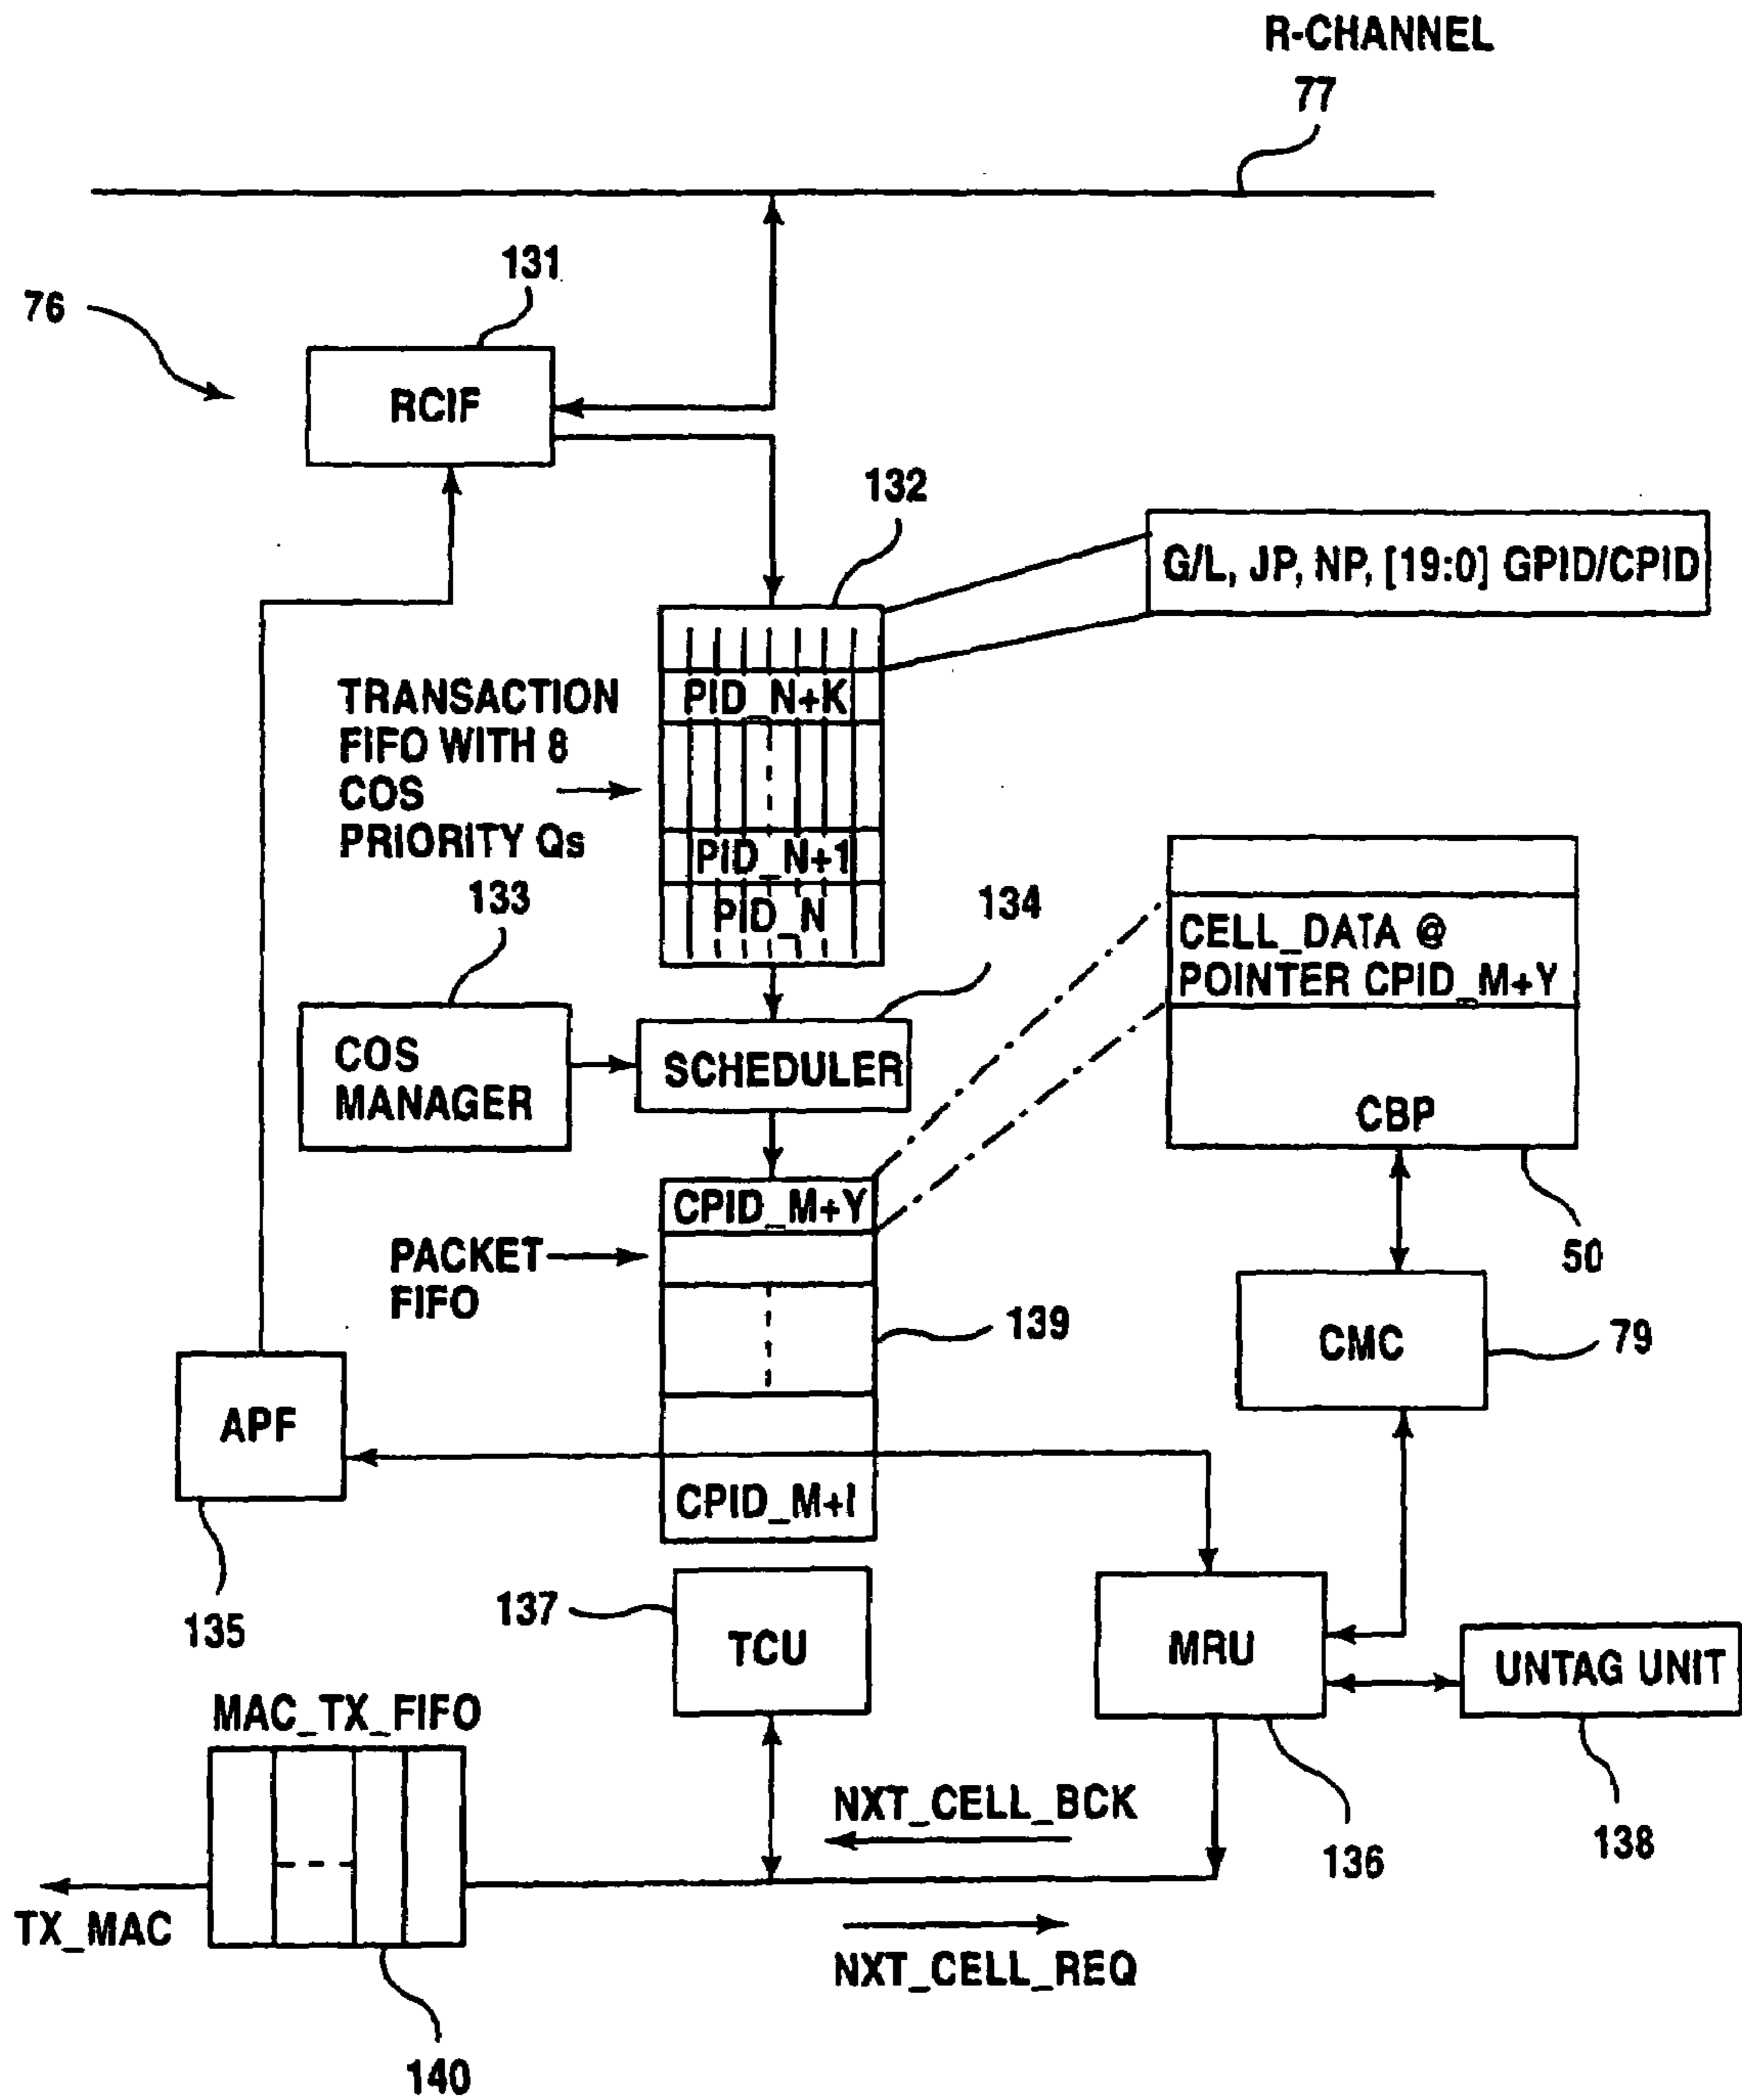 R-CHANNEL
77
131
76
RCIF
132
G/L, JP, NP, [19:0] GPID/CPID
TRANSACTION
FIFO WITH 8
COS
PRIORITY Qs
PID_N+K
PID_N+1
PID_N
133
134
COS
MANAGER
SCHEDULER
CELL_DATA @
POINTER CPID_M+Y
CBP
50
CPID_M+Y
PACKET
FIFO
139
CMC
79
APF
CPID_M+I
135
137
TCU
MRU
UNTAG UNIT
136
138
MAC_TX_FIFO
NXT_CELL_BCK
TX_MAC
NXT_CELL_REQ
140